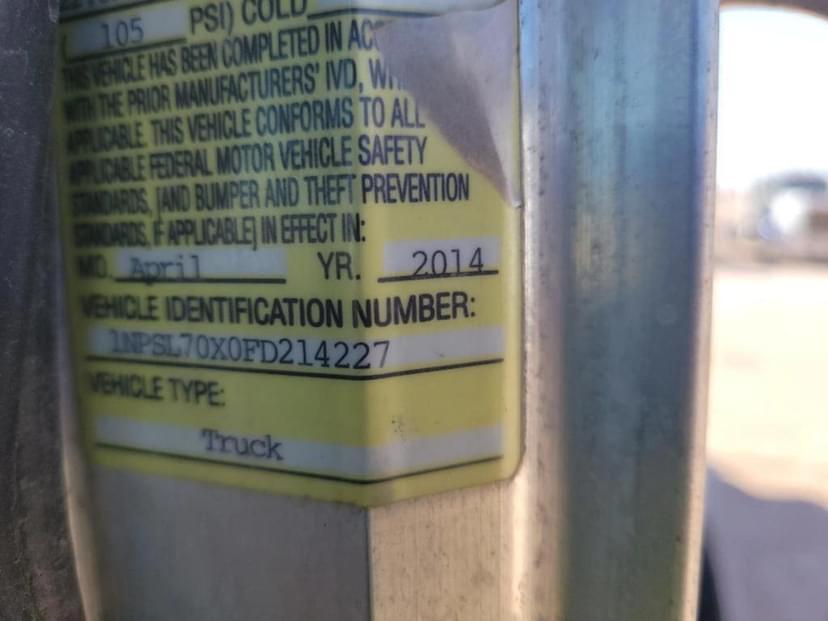 105 PSI) COLD
THIS VEHICLE HAS BEEN COMPLETED IN
WITH THE PRIOR MANUFACTURERS' IVD,
APPLICABLE. THIS VEHICLE CONFORMS TO ALL
APPLICABLE FEDERAL MOTOR VEHICLE SAFETY
STANDARDS, [AND BUMPER AND THEFT PREVENTION
STANDARDS, IF APPLICABLE] IN EFFECT IN:
MO. April YR. 2014
VEHICLE IDENTIFICATION NUMBER:
1NPSL70X0FD214227
VEHICLE TYPE:
Truck